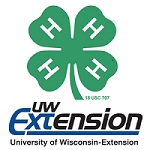 H H
H H
18 USC 707
UW
Extension
University of Wisconsin-Extension